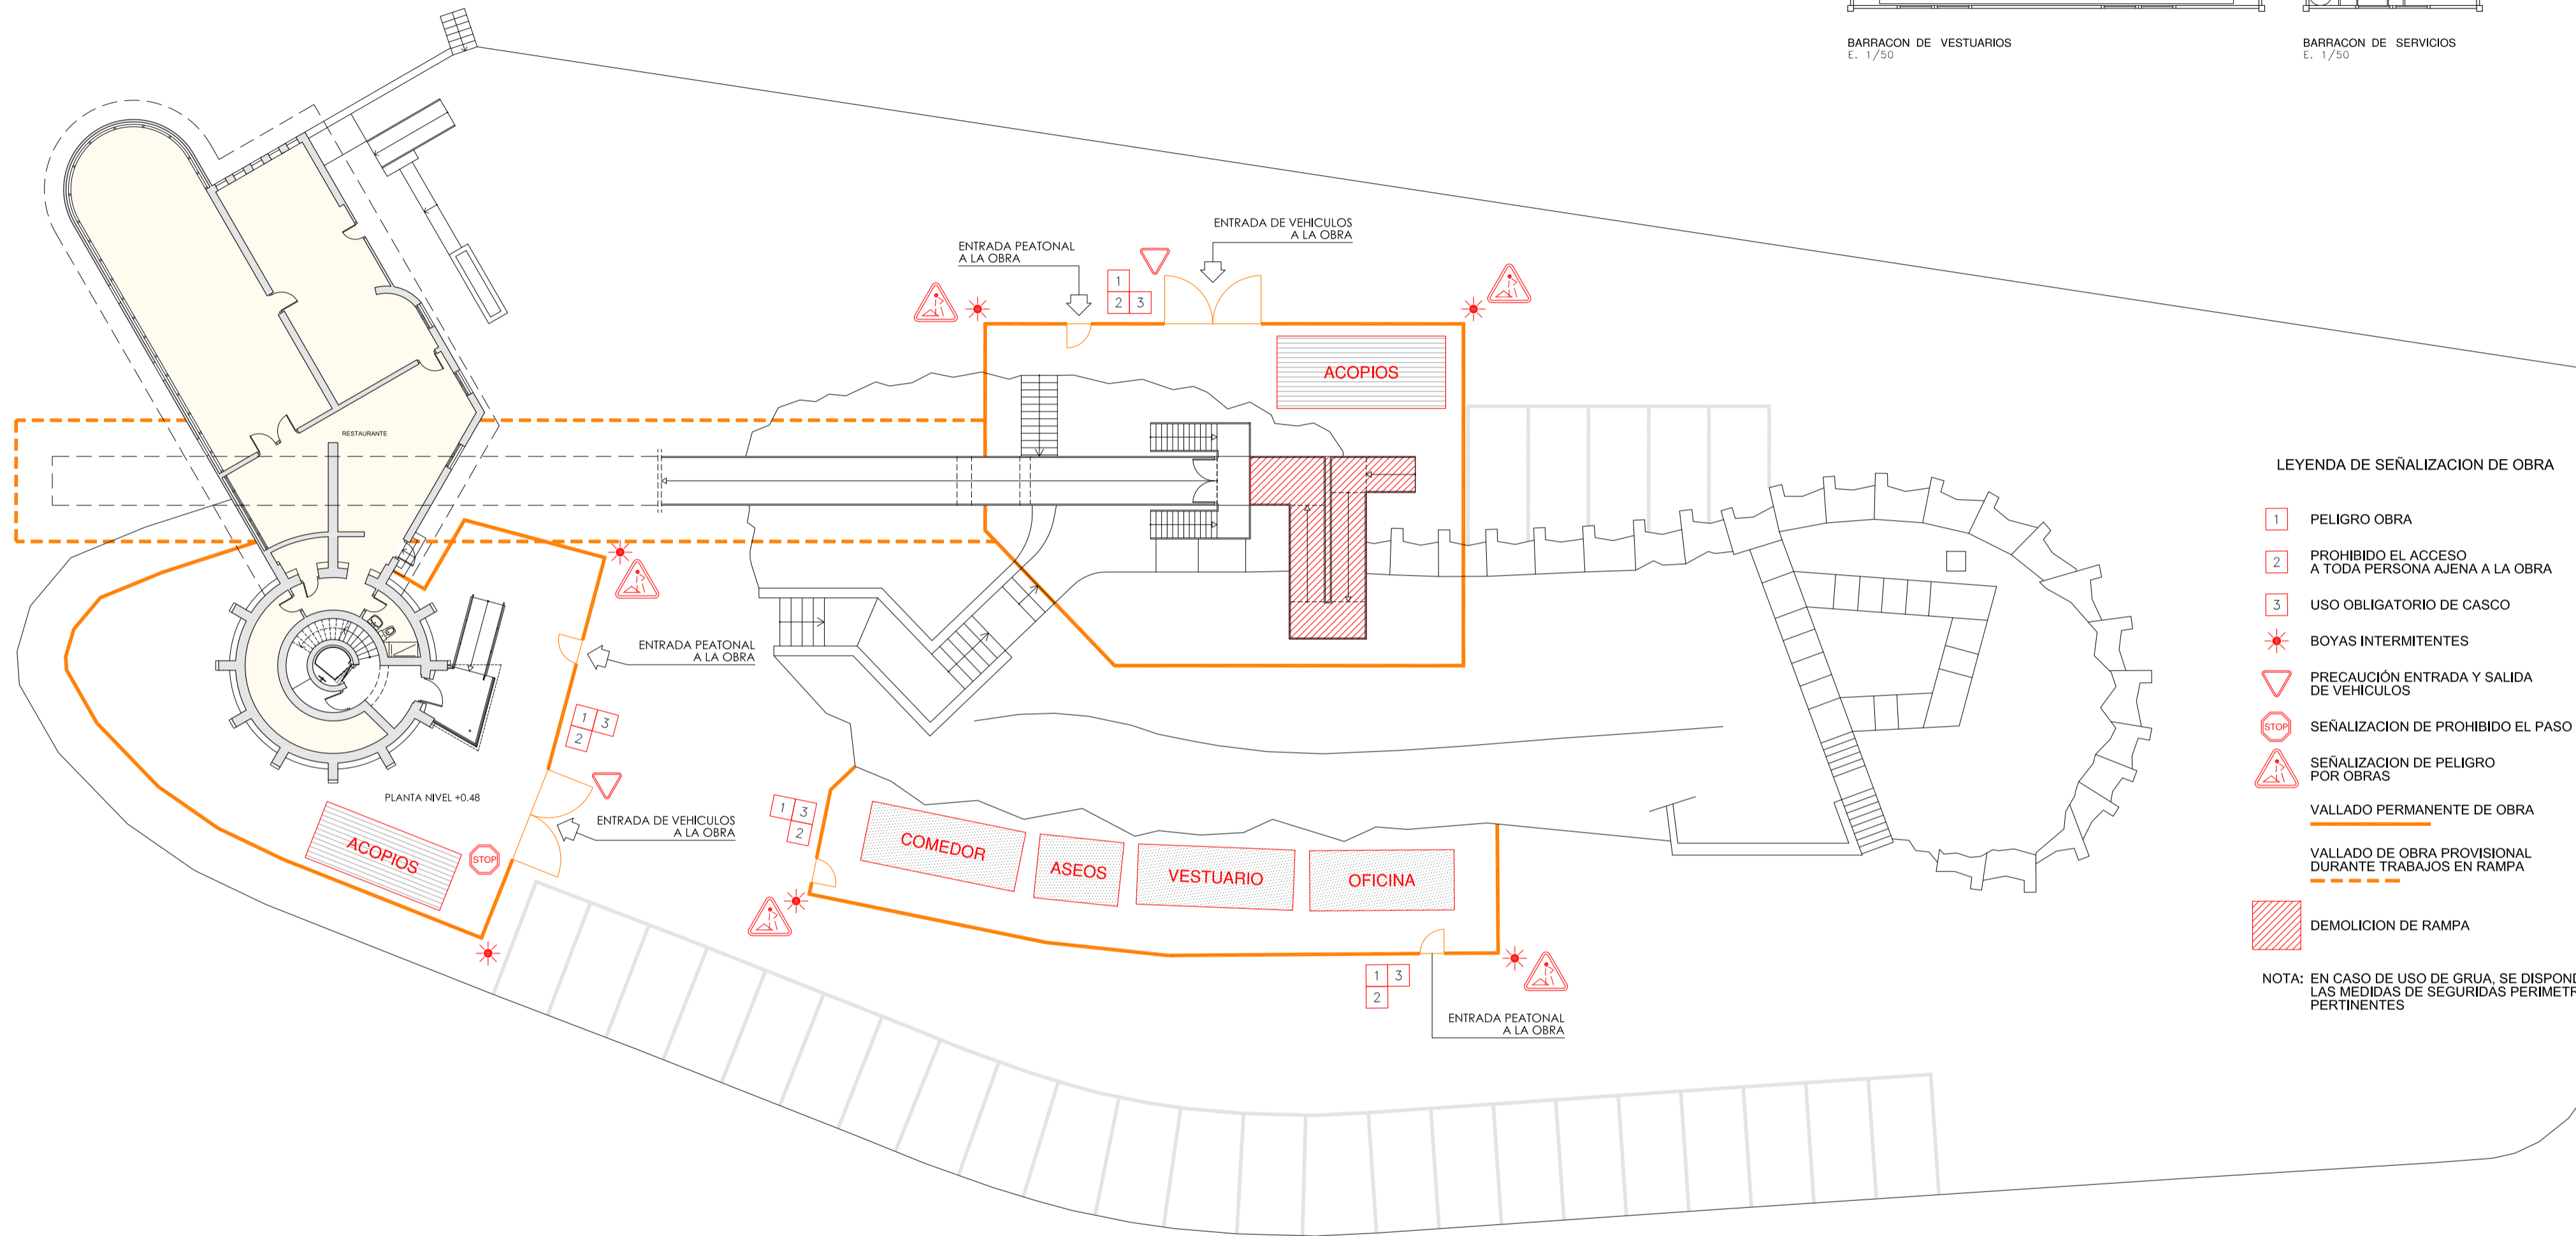 BARRACON DE VESTUARIOS
E. 1/50
BARRACON DE SERVICIOS
E. 1/50
ENTRADA DE VEHICULOS
A LA OBRA
ENTRADA PEATONAL
A LA OBRA
1
2 3
ACOPIOS
RESTAURANTE
ENTRADA PEATONAL
A LA OBRA
1 3
2
PLANTA NIVEL +0.48
ENTRADA DE VEHICULOS
A LA OBRA
ACOPIOS
STOP
1 3
2
COMEDOR
ASEOS
VESTUARIO
OFICINA
1 3
2
ENTRADA PEATONAL
A LA OBRA
LEYENDA DE SEÑALIZACION DE OBRA
1 PELIGRO OBRA
2 PROHIBIDO EL ACCESO
A TODA PERSONA AJENA A LA OBRA
3 USO OBLIGATORIO DE CASCO
BOYAS INTERMITENTES
PRECAUCIÓN ENTRADA Y SALIDA
DE VEHICULOS
STOP SEÑALIZACION DE PROHIBIDO EL PASO
SEÑALIZACION DE PELIGRO
POR OBRAS
VALLADO PERMANENTE DE OBRA
VALLADO DE OBRA PROVISIONAL
DURANTE TRABAJOS EN RAMPA
DEMOLICION DE RAMPA
NOTA: EN CASO DE USO DE GRUA, SE
LAS MEDIDAS DE SEGURIDAS
PERTINENTES